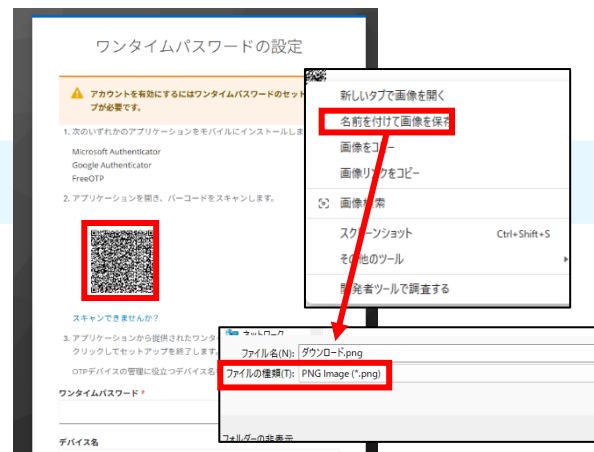 ワンタイムパスワードの設定
アカウントを有効にするにはワンタイムパスワードのセット
プが必要です。
1. 次のいずれかのアプリケーションをモバイルにインストールしま
Microsoft Authenticator
Google Authenticator
FreeOTP
2. アプリケーションを開き、バーコードをスキャンします。
スキャンできませんか?
3. アプリケーションから提供されたワンタ
クリックしてセットアップを終了します。
OTPデバイスの管理に役立つデバイス名
ワンタイムパスワード *
デバイス名
新しいタブで画像を開く
名前を付けて画像を保存
画像をコピー
画像リンクをコピー
画像検索
スクリーンショット Ctrl+Shift+S
その他のツール
開発者ツールで調査する
ネットワーク
ファイル名(N): ダウンロード.png
ファイルの種類(T): PNG Image (*.png)
フォルダーの非表示